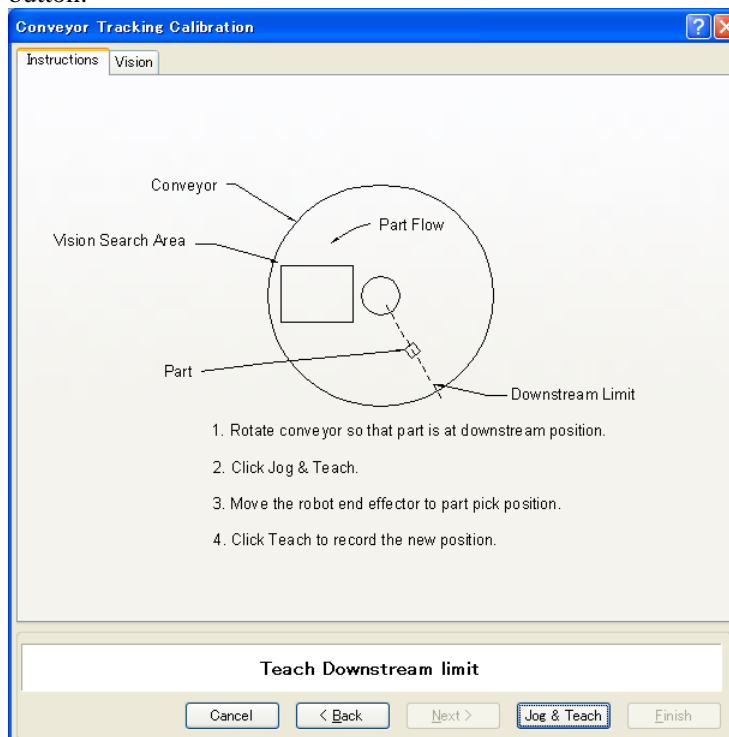 button.
Conveyor Tracking Calibration
Instructions
Vision
Conveyor
Part Flow
Vision Search Area
Part
Downstream Limit
1. Rotate conveyor so that part is at downstream position.
2. Click Jog & Teach.
3. Move the robot end effector to part pick position.
4. Click Teach to record the new position.
Teach Downstream limit
Cancel
< Back
Next >
Jog & Teach
Finish